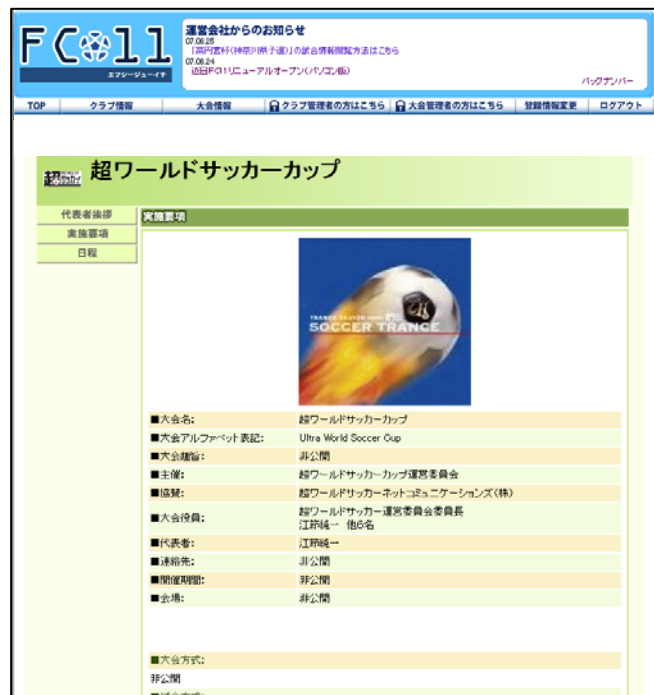 FC11
エフシーイレブン
運営会社からのお知らせ
07.08.25
「高円宮杯(神奈川県予選)」の試合情報閲覧方法はこちら
07.08.24
近日FC11リニューアルオープン(パソコン版)
バックナンバー
TOP クラブ情報 大会情報 クラブ管理者の方はこちら 大会管理者の方はこちら 登録情報変更 ログアウト
超ワールドサッカーカップ
代表者挨拶
実施要項
日程
実施要項
SOCCER TRANCE
■大会名: 超ワールドサッカーカップ
■大会アルファベット表記: Ultra World Soccer Cup
■大会趣旨: 非公開
■主催: 超ワールドサッカーカップ運営委員会
■協賛: 超ワールドサッカーネットコミュニケーションズ(株)
■大会役員: 超ワールドサッカー運営委員会委員長
江節純一 他6名
■代表者: 江節純一
■連絡先: 非公開
■開催期間: 非公開
■会場: 非公開
■大会方式:
非公開